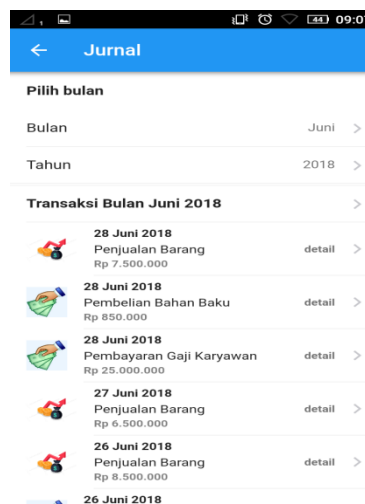 44 09:07
Jurnal
Pilih bulan
Bulan Juni
Tahun 2018
Transaksi Bulan Juni 2018
28 Juni 2018
Penjualan Barang detail
Rp 7.500.000
28 Juni 2018
Pembelian Bahan Baku detail
Rp 850.000
28 Juni 2018
Pembayaran Gaji Karyawan detail
Rp 25.000.000
27 Juni 2018
Penjualan Barang detail
Rp 6.500.000
26 Juni 2018
Penjualan Barang detail
Rp 8.500.000
26 Juni 2018